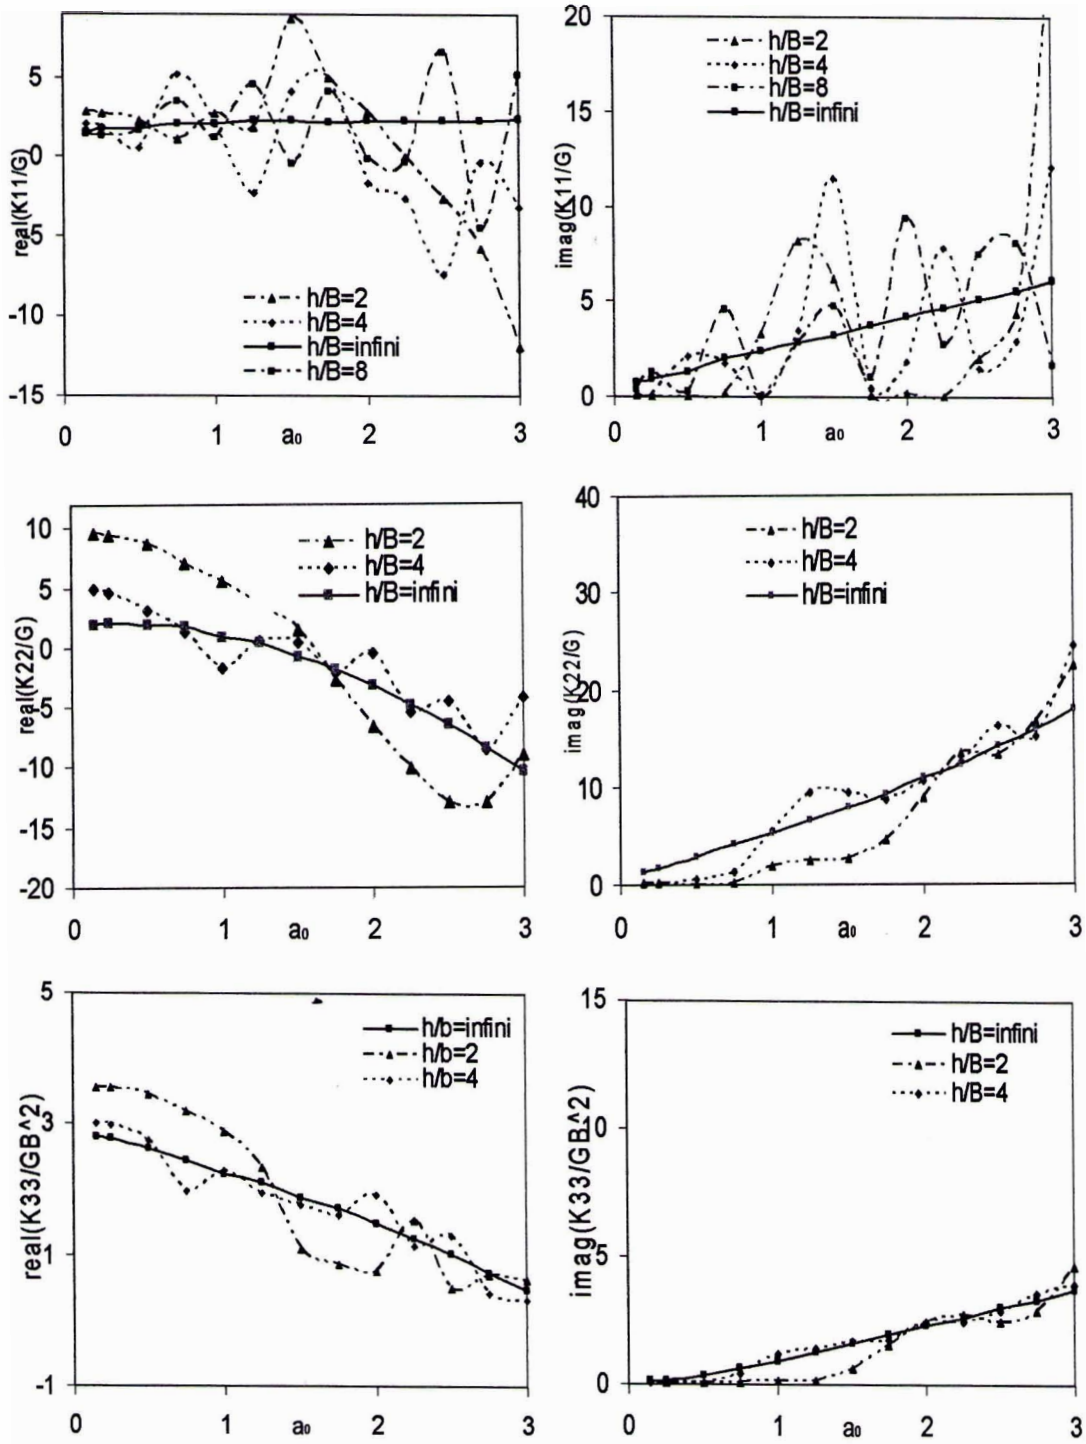 real(K11/G)
5
0
-5
-10
-15
h/B=2
h/B=4
h/B=infini
h/B=8
0 1 a₀ 2 3
imag(K11/G)
20
15
10
5
0
h/B=2
h/B=4
h/B=8
h/B=infini
0 1 a₀ 2 3
real(K22/G)
10
5
0
-5
-10
-15
-20
h/B=2
h/B=4
h/B=infini
0 1 a₀ 2 3
imag(K22/G)
40
30
20
10
0
h/B=2
h/B=4
h/B=infini
0 1 a₀ 2 3
real(K33/GB^2)
5
3
1
-1
h/b=infini
h/b=2
h/b=4
0 1 a₀ 2 3
imag(K33/GB^2)
15
10
5
0
h/B=infini
h/B=2
h/B=4
0 1 a₀ 2 3